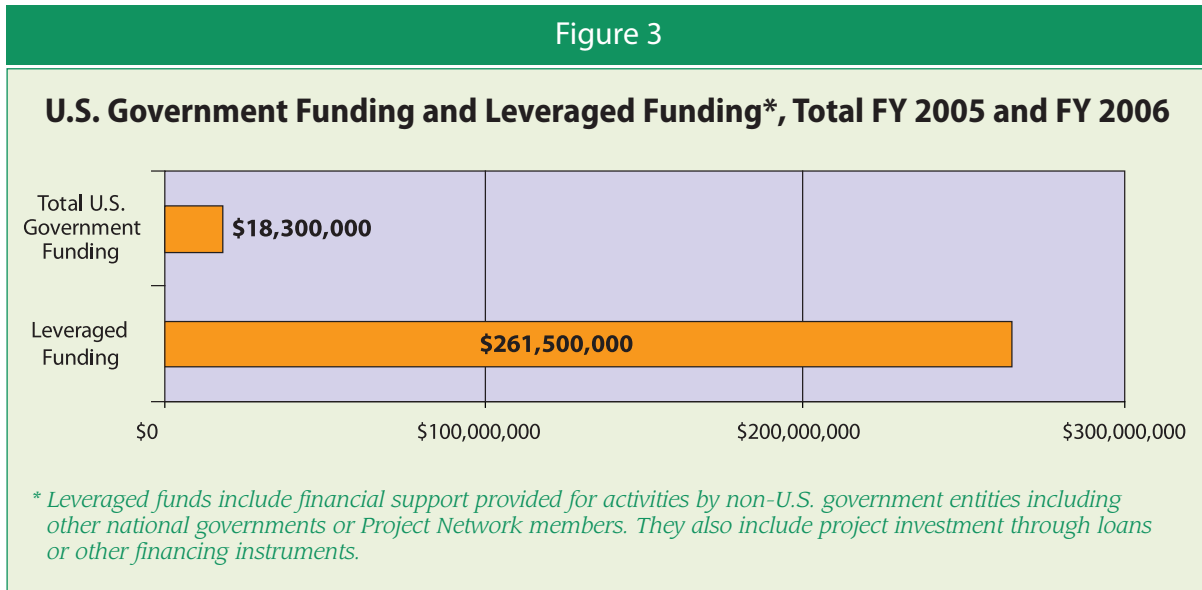 Figure 3
U.S. Government Funding and Leveraged Funding*, Total FY 2005 and FY 2006
Total U.S.
Government
Funding
$18,300,000
Leveraged
Funding
$261,500,000
$0
$100,000,000
$200,000,000
$300,000,000
* Leveraged funds include financial support provided for activities by non-U.S. government entities including
other national governments or Project Network members. They also include project investment through loans
or other financing instruments.